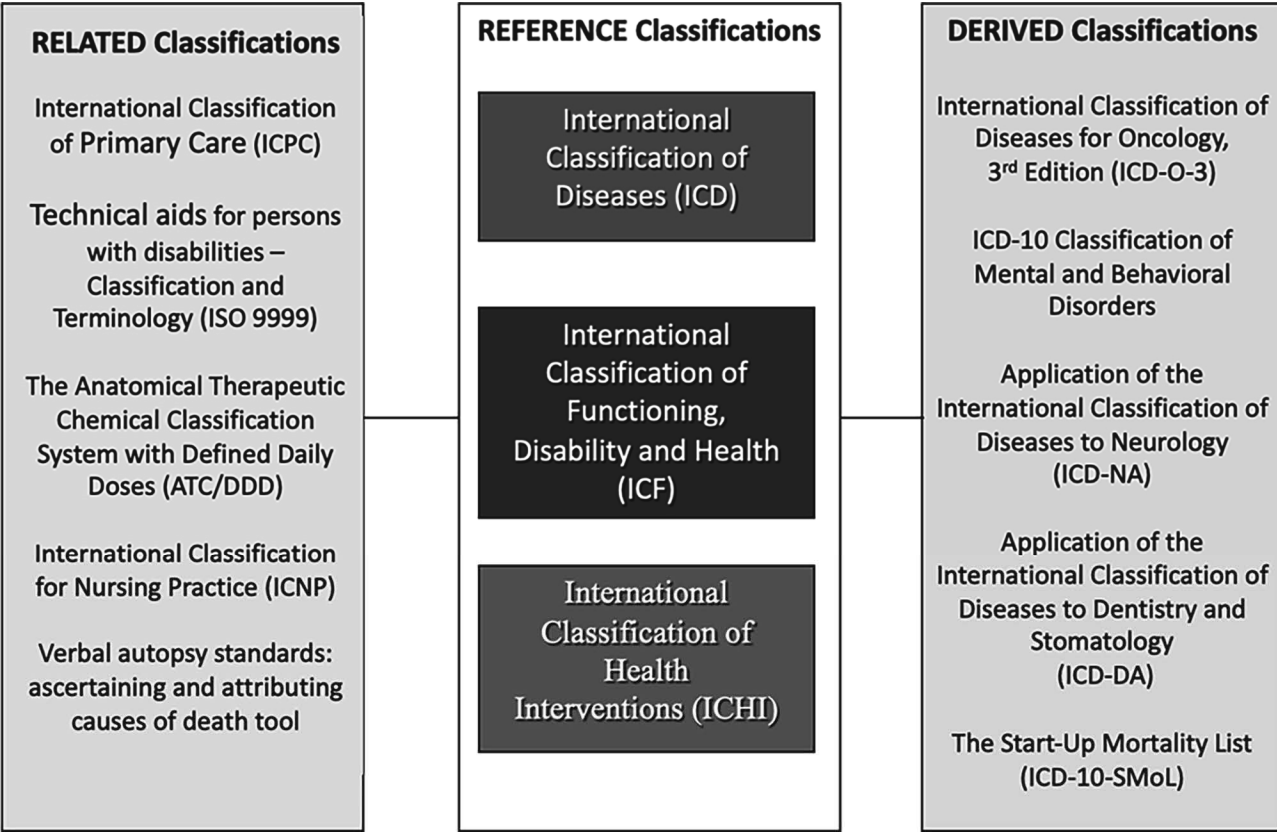 RELATED Classifications
International Classification
of Primary Care (ICPC)
Technical aids for persons
with disabilities –
Classification and
Terminology (ISO 9999)
The Anatomical Therapeutic
Chemical Classification
System with Defined Daily
Doses (ATC/DDD)
International Classification
for Nursing Practice (ICNP)
Verbal autopsy standards:
ascertaining and attributing
causes of death tool
REFERENCE Classifications
International
Classification of
Diseases (ICD)
International
Classification of
Functioning,
Disability and Health
(ICF)
International
Classification of
Health
Interventions (ICHI)
DERIVED Classifications
International Classification of
Diseases for Oncology,
3rd Edition (ICD-O-3)
ICD-10 Classification of
Mental and Behavioral
Disorders
Application of the
International Classification of
Diseases to Neurology
(ICD-NA)
Application of the
International Classification of
Diseases to Dentistry and
Stomatology
(ICD-DA)
The Start-Up Mortality List
(ICD-10-SMoL)